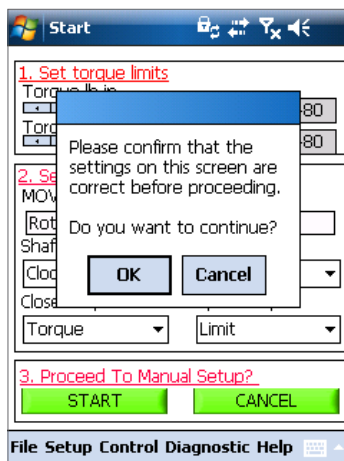 Start
1. Set torque limits
80
80
Please confirm that the
settings on this screen are
correct before proceeding.
Do you want to continue?
OK
Cancel
MOV
Rot
Close
Torque
Limit
3. Proceed To Manual Setup?
START
CANCEL
File Setup Control Diagnostic Help